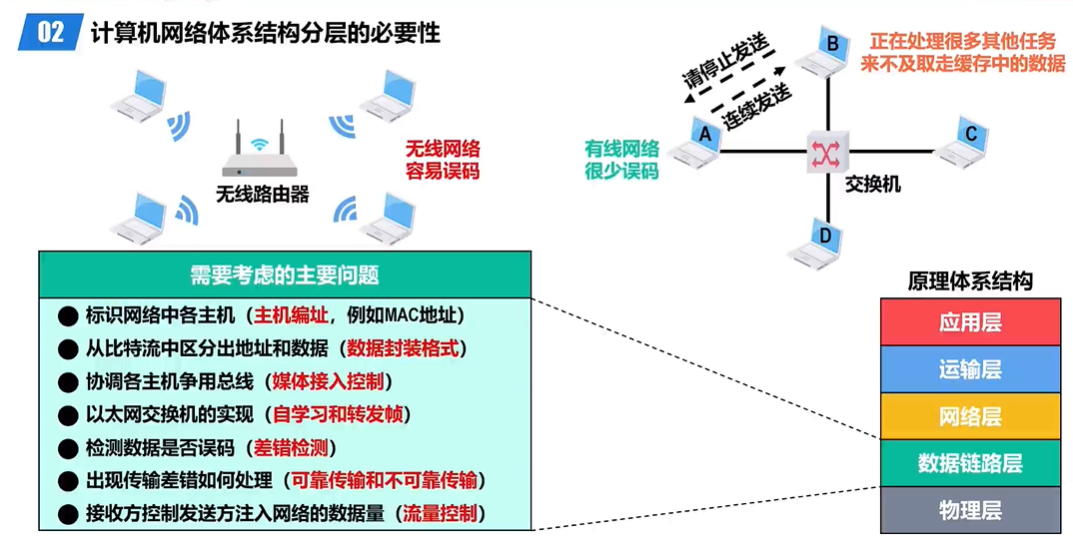 02 计算机网络体系结构分层的必要性
无线路由器
无线网络
容易误码
请停止发送
连续发送
B
正在处理很多其他任务
来不及取走缓存中的数据
有线网络
很少误码
A
C
交换机
D
需要考虑的主要问题
● 标识网络中各主机（主机编址，例如MAC地址）
● 从比特流中区分出地址和数据（数据封装格式）
● 协调各主机争用总线（媒体接入控制）
● 以太网交换机的实现（自学习和转发帧）
● 检测数据是否误码（差错检测）
● 出现传输差错如何处理（可靠传输和不可靠传输）
● 接收方控制发送方注入网络的数据量（流量控制）
原理体系结构
应用层
运输层
网络层
数据链路层
物理层